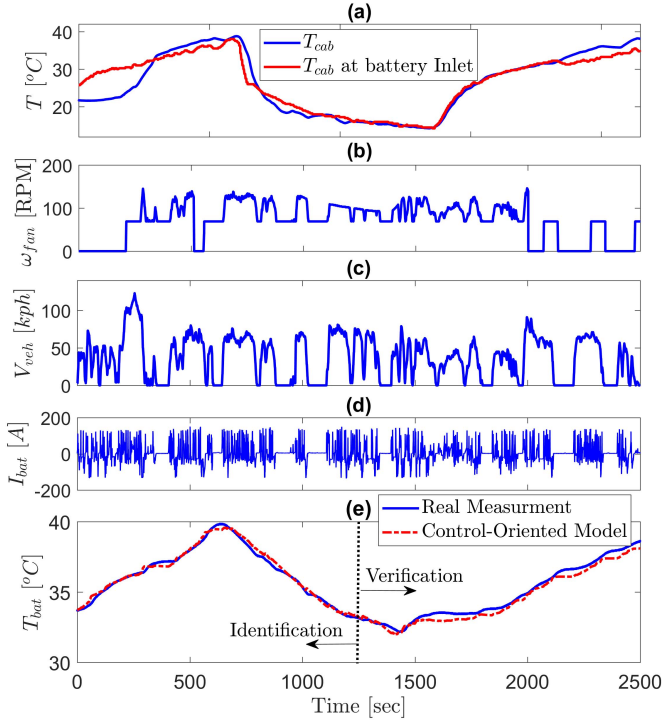 (a)
40
30
20
T [°C]
T_cab
T_cab at battery Inlet
(b)
200
100
0
ω_fan [RPM]
(c)
100
50
0
V_veh [kph]
(d)
200
0
-200
I_bat [A]
(e)
40
35
30
T_bat [°C]
Real Measurment
Control-Oriented Model
Verification
Identification
0 500 1000 1500 2000 2500
Time [sec]